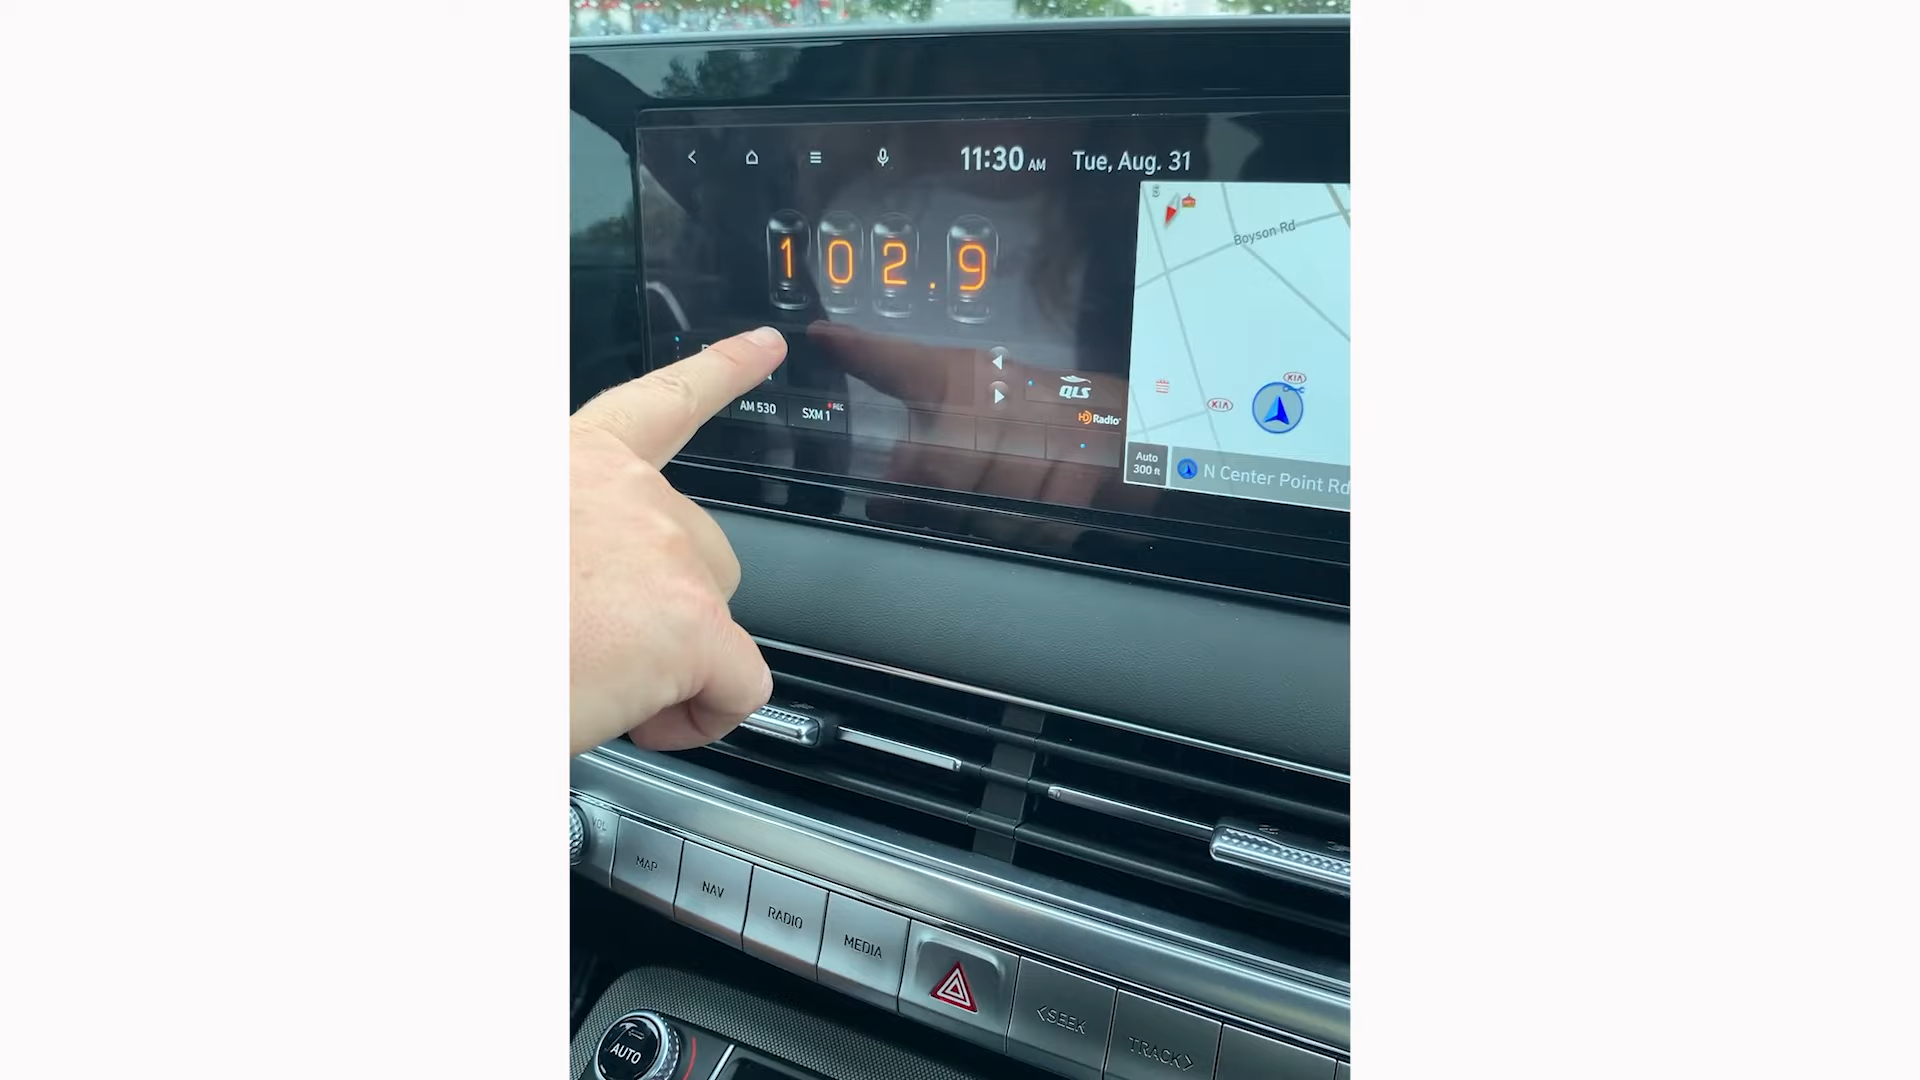 11:30 AM Tue, Aug. 31
S
Boyson Rd
102.9
QLS
KIA
KIA
AM 530
SXM 1
REC
HD Radio
Auto
300 ft
N Center Point Rd
VOL
MAP
NAV
RADIO
MEDIA
<SEEK
TRACK>
AUTO